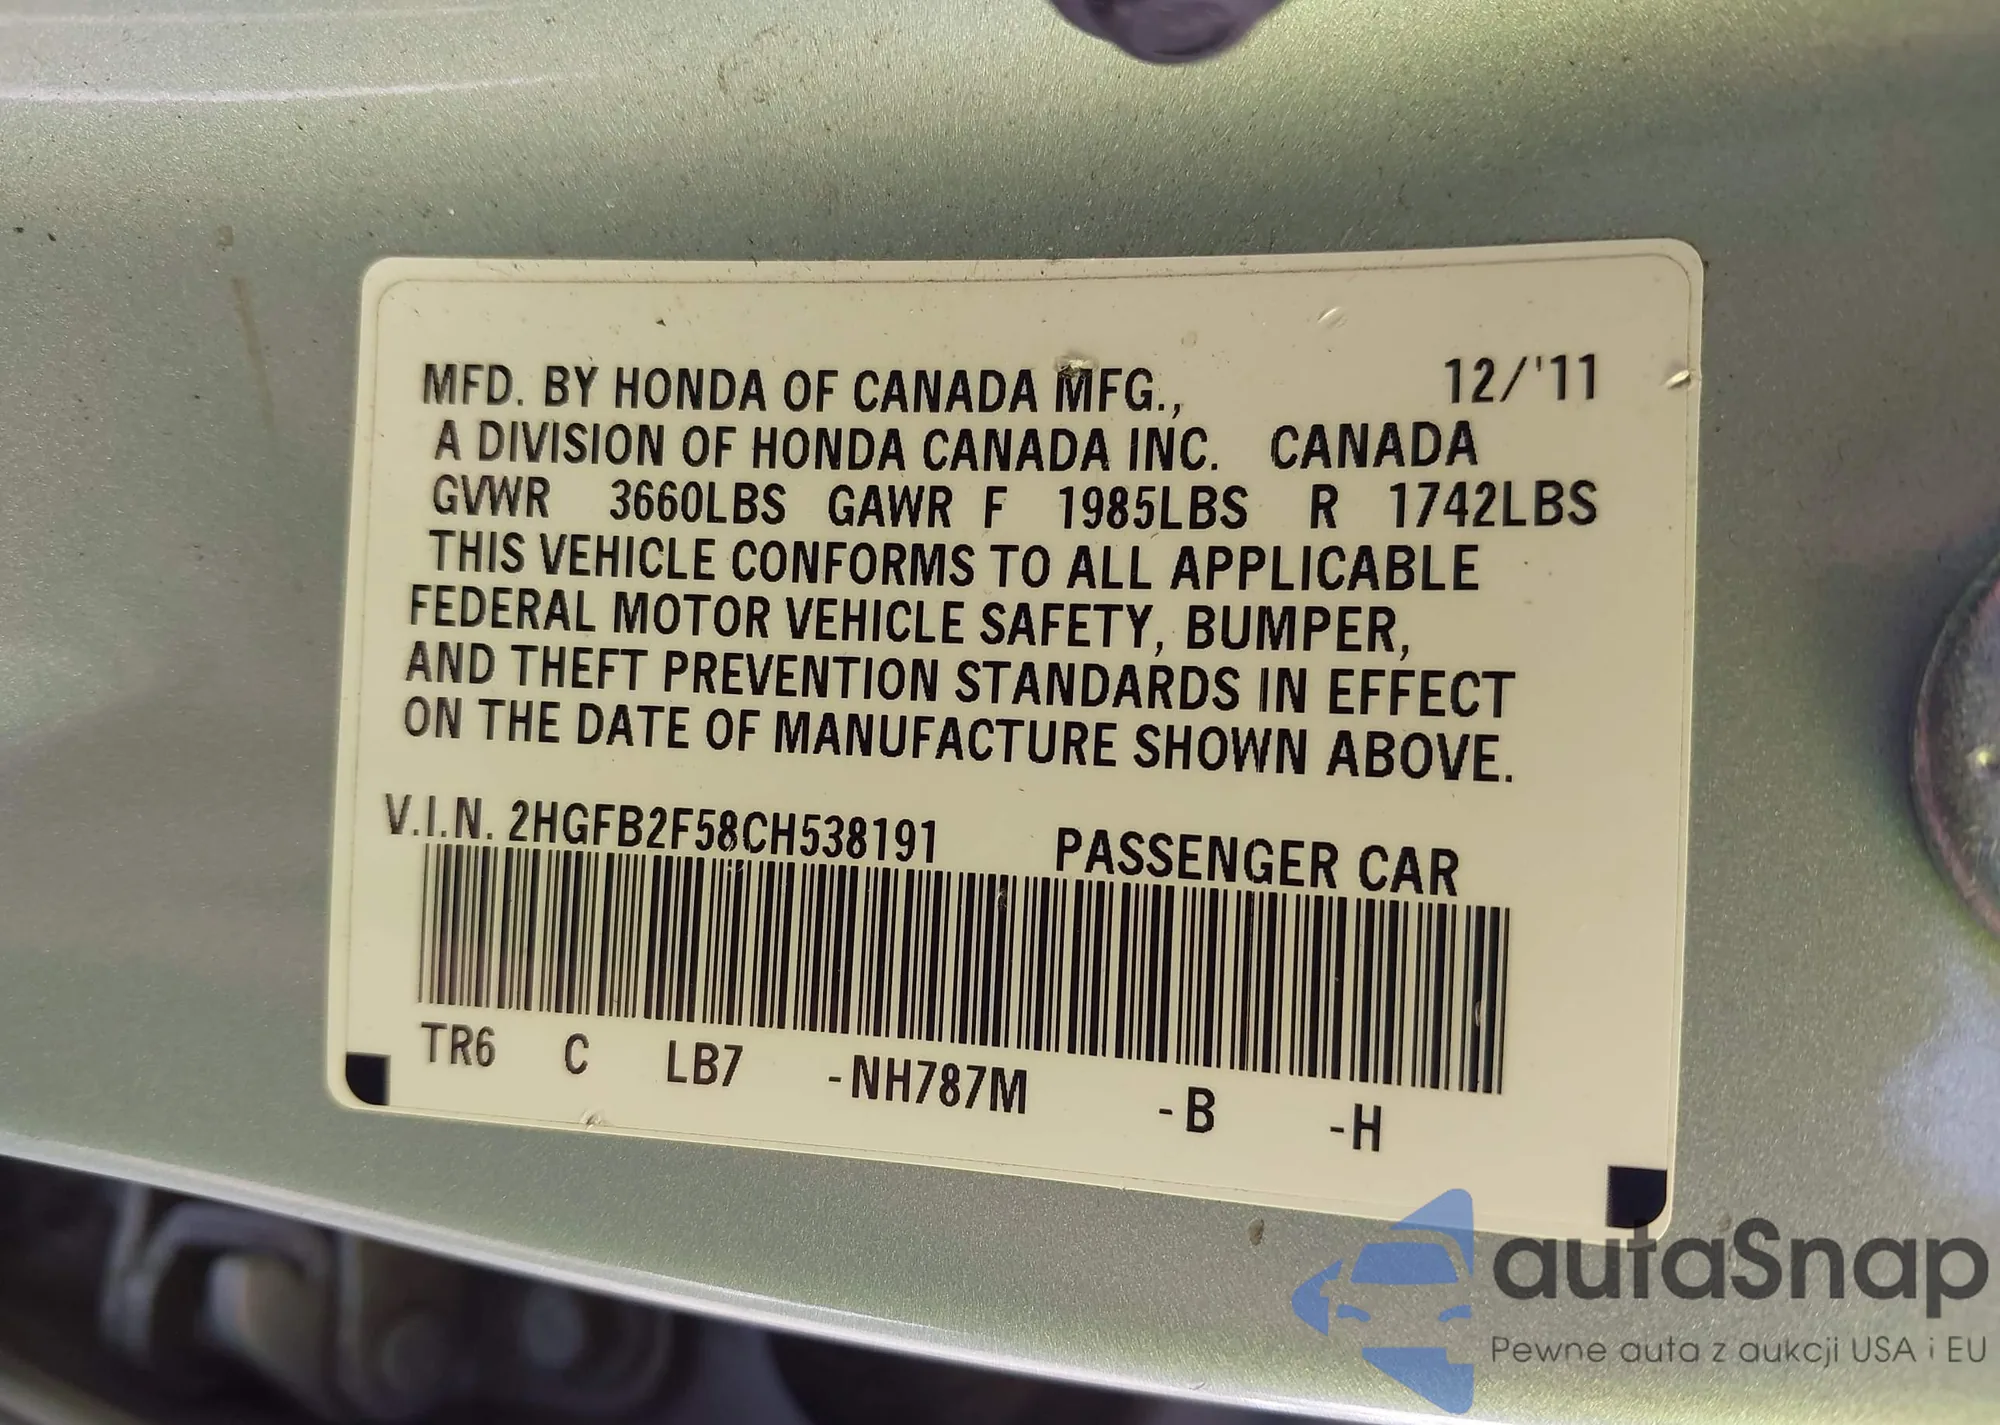 MFD. BY HONDA OF CANADA MFG., 12/'11
A DIVISION OF HONDA CANADA INC. CANADA
GVWR 3660LBS GAWR F 1985LBS R 1742LBS
THIS VEHICLE CONFORMS TO ALL APPLICABLE
FEDERAL MOTOR VEHICLE SAFETY, BUMPER,
AND THEFT PREVENTION STANDARDS IN EFFECT
ON THE DATE OF MANUFACTURE SHOWN ABOVE.
V.I.N. 2HGFB2F58CH538191 PASSENGER CAR
TR6 C LB7 -NH787M -B -H
autaSnap
Pewne auta z aukcji USA i EU